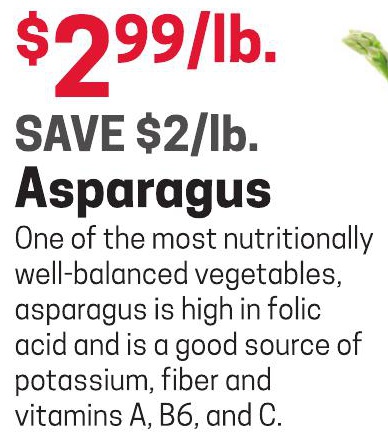 $2 99/lb.
SAVE $2/lb.
Asparagus
One of the most nutritionally
well-balanced vegetables,
asparagus is high in folic
acid and is a good source of
potassium, fiber and
vitamins A, B6, and C.